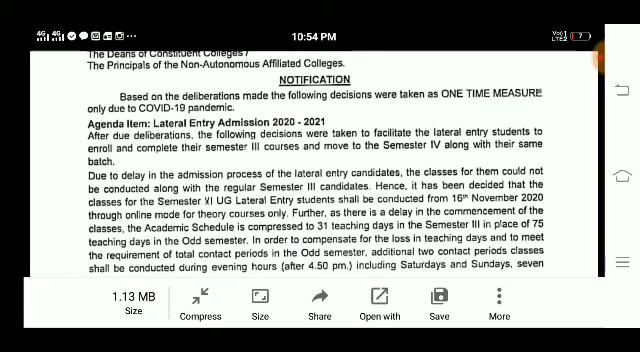 4G 4G 10:54 PM Vo) LTE2 7
The Deans of Constituent Colleges /
The Principals of the Non-Autonomous Affiliated Colleges.
NOTIFICATION
Based on the deliberations made the following decisions were taken as ONE TIME MEASURE
only due to COVID-19 pandemic.
Agenda Item: Lateral Entry Admission 2020 - 2021
After due deliberations, the following decisions were taken to facilitate the lateral entry students to
enroll and complete their semester III courses and move to the Semester IV along with their same
batch.
Due to delay in the admission process of the lateral entry candidates, the classes for them could not
be conducted along with the regular Semester III candidates. Hence, it has been decided that the
classes for the Semester UG Lateral Entry students shall be conducted from 16th November 2020
through online mode for theory courses only. Further, as there is a delay in the commencement of the
classes, the Academic Schedule is compressed to 31 teaching days in the Semester III in place of 75
teaching days in the Odd semester. In order to compensate for the loss in teaching days and to meet
the requirement of total contact periods in the Odd semester, additional two contact periods classes
shall be conducted during evening hours (after 4.50 pm.) including Saturdays and Sundays, seven
1.13 MB
Size Compress Size Share Open with Save More